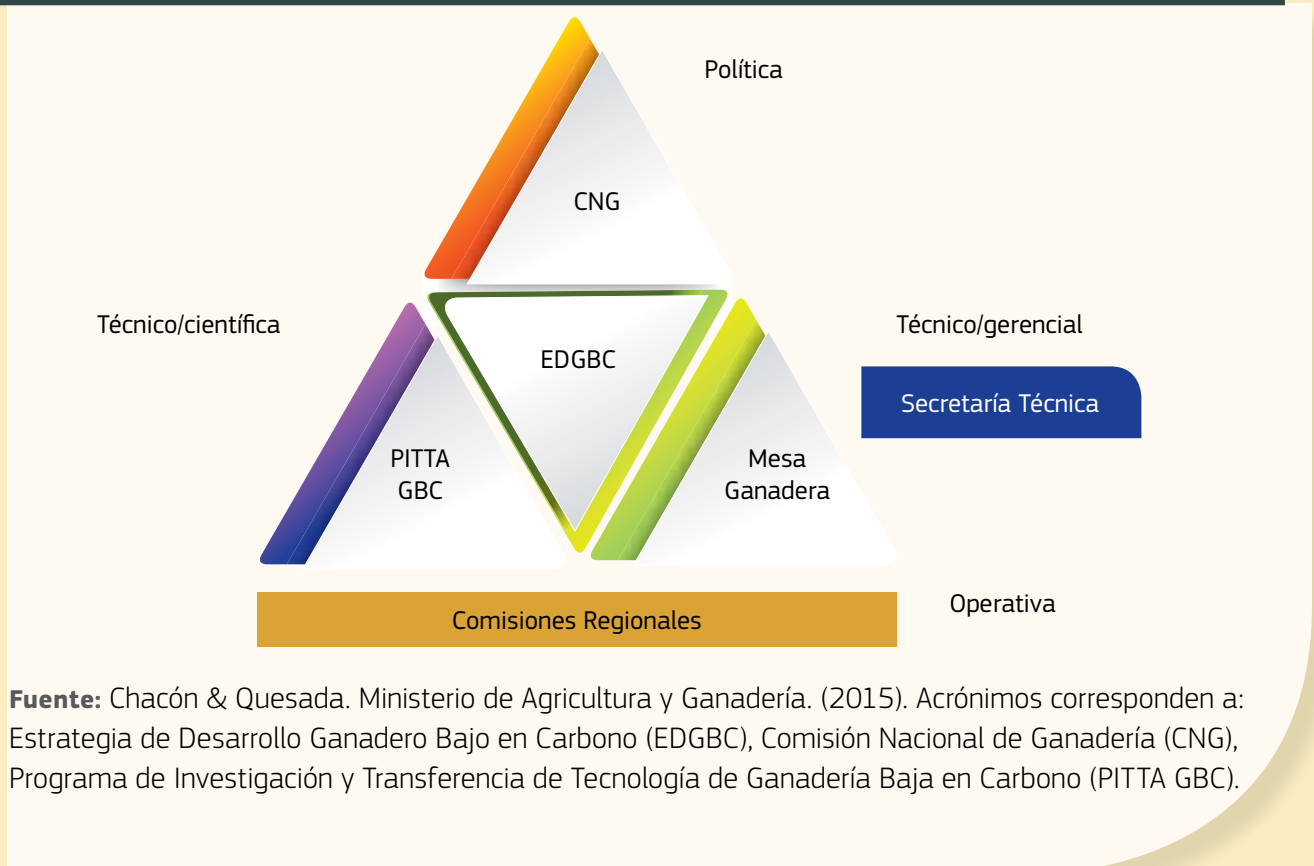 Política
CNG
Técnico/científica
Técnico/gerencial
EDGBC
Secretaría Técnica
PITTA
GBC
Mesa
Ganadera
Operativa
Comisiones Regionales
Fuente: Chacón & Quesada. Ministerio de Agricultura y Ganadería. (2015). Acrónimos corresponden a:
Estrategia de Desarrollo Ganadero Bajo en Carbono (EDGBC), Comisión Nacional de Ganadería (CNG),
Programa de Investigación y Transferencia de Tecnología de Ganadería Baja en Carbono (PITTA GBC).